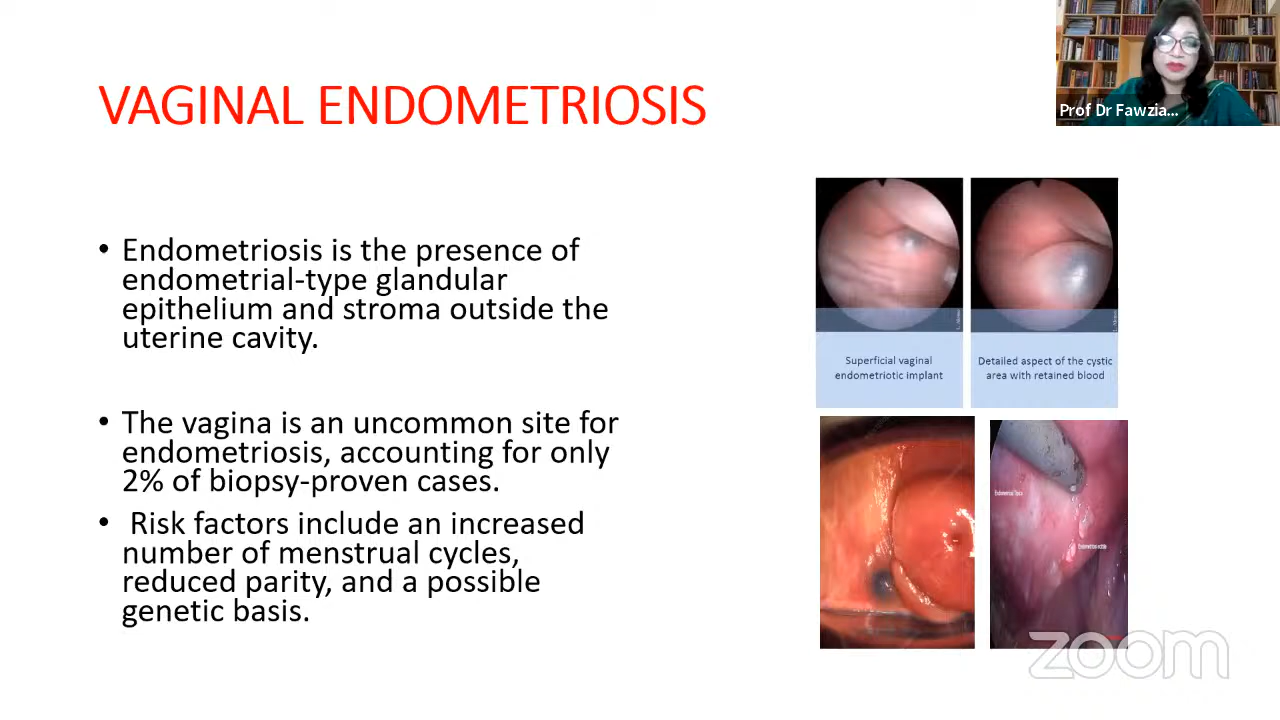 Prof Dr Fawzia...
VAGINAL ENDOMETRIOSIS
• Endometriosis is the presence of
endometrial-type glandular
epithelium and stroma outside the
uterine cavity.
• The vagina is an uncommon site for
endometriosis, accounting for only
2% of biopsy-proven cases.
• Risk factors include an increased
number of menstrual cycles,
reduced parity, and a possible
genetic basis.
Superficial vaginal
endometriotic implant
Detailed aspect of the cystic
area with retained blood
zoom